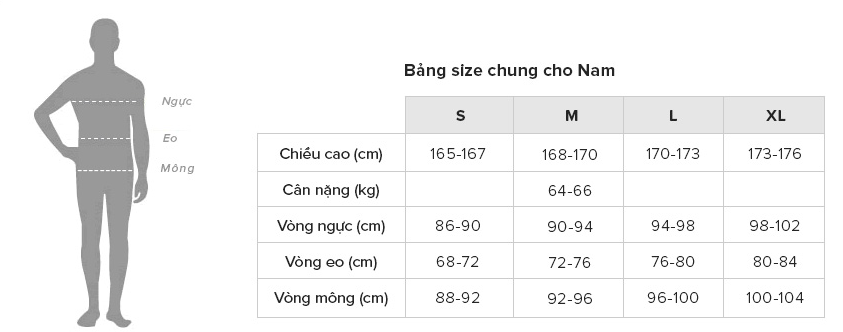 Bảng size chung cho Nam
Ngực
Eo
Mông
S M L XL
Chiều cao (cm) 165-167 168-170 170-173 173-176
Cân nặng (kg) 64-66
Vòng ngực (cm) 86-90 90-94 94-98 98-102
Vòng eo (cm) 68-72 72-76 76-80 80-84
Vòng mông (cm) 88-92 92-96 96-100 100-104